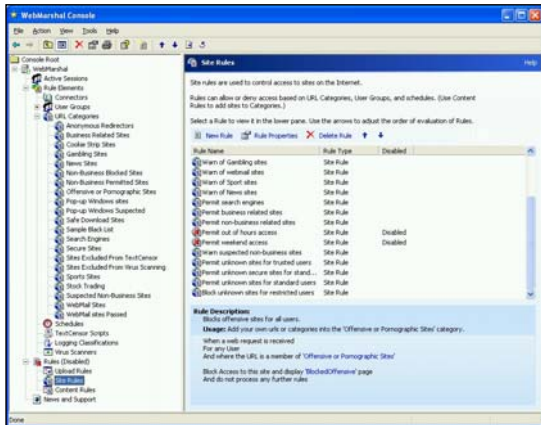 WebMarshal Console
File Action View Tools Help
Console Root
WebMarshal
Active Sessions
Rule Elements
Connectors
User Groups
URL Categories
Anonymous Redirectors
Business Related Sites
Cookie Strip Sites
Gambling Sites
News Sites
Non-Business Blocked Sites
Non-Business Permitted Sites
Offensive or Pornographic Sites
Pop-up Windows sites
Pop-up Windows Suspected
Safe Download Sites
Sample Black List
Search Engines
Secure Sites
Sites Excluded From TextCensor
Sites Excluded From Virus Scanning
Sports Sites
Stock Trading
Suspected Non-Business Sites
WebMail Sites
WebMail sites Passed
Schedules
TextCensor Scripts
Logging Classifications
Virus Scanners
Rules (Disabled)
Upload Rules
Site Rules
Content Rules
News and Support
Site Rules Help
Site rules are used to control access to sites on the Internet.
Rules can allow or deny access based on URL Categories, User Groups, and schedules. (Use Content
Rules to add sites to Categories.)
Select a Rule to view it in the lower pane. Use the arrows to adjust the order of evaluation of Rules.
New Rule Rule Properties Delete Rule
Rule Name Rule Type Disabled
Warn of Gambling sites Site Rule
Warn of webmail sites Site Rule
Warn of Sport sites Site Rule
Warn of News sites Site Rule
Permit search engines Site Rule
Permit business related sites Site Rule
Permit non-business related sites Site Rule
Permit out of hours access Site Rule Disabled
Permit weekend access Site Rule Disabled
Warn suspected non-business sites Site Rule
Permit unknown sites for trusted users Site Rule
Permit unknown secure sites for stand... Site Rule
Permit unknown sites for standard users Site Rule
Block unknown sites for restricted users Site Rule
Rule Description:
Blocks offensive sites for all users.
Usage: Add your own urls or categories into the 'Offensive or Pornographic Sites' category.
When a web request is received
For any User
And where the URL is a member of 'Offensive or Pornographic Sites'
Block Access to this site and display 'BlockedOffensive' page
And do not process any further rules
Done